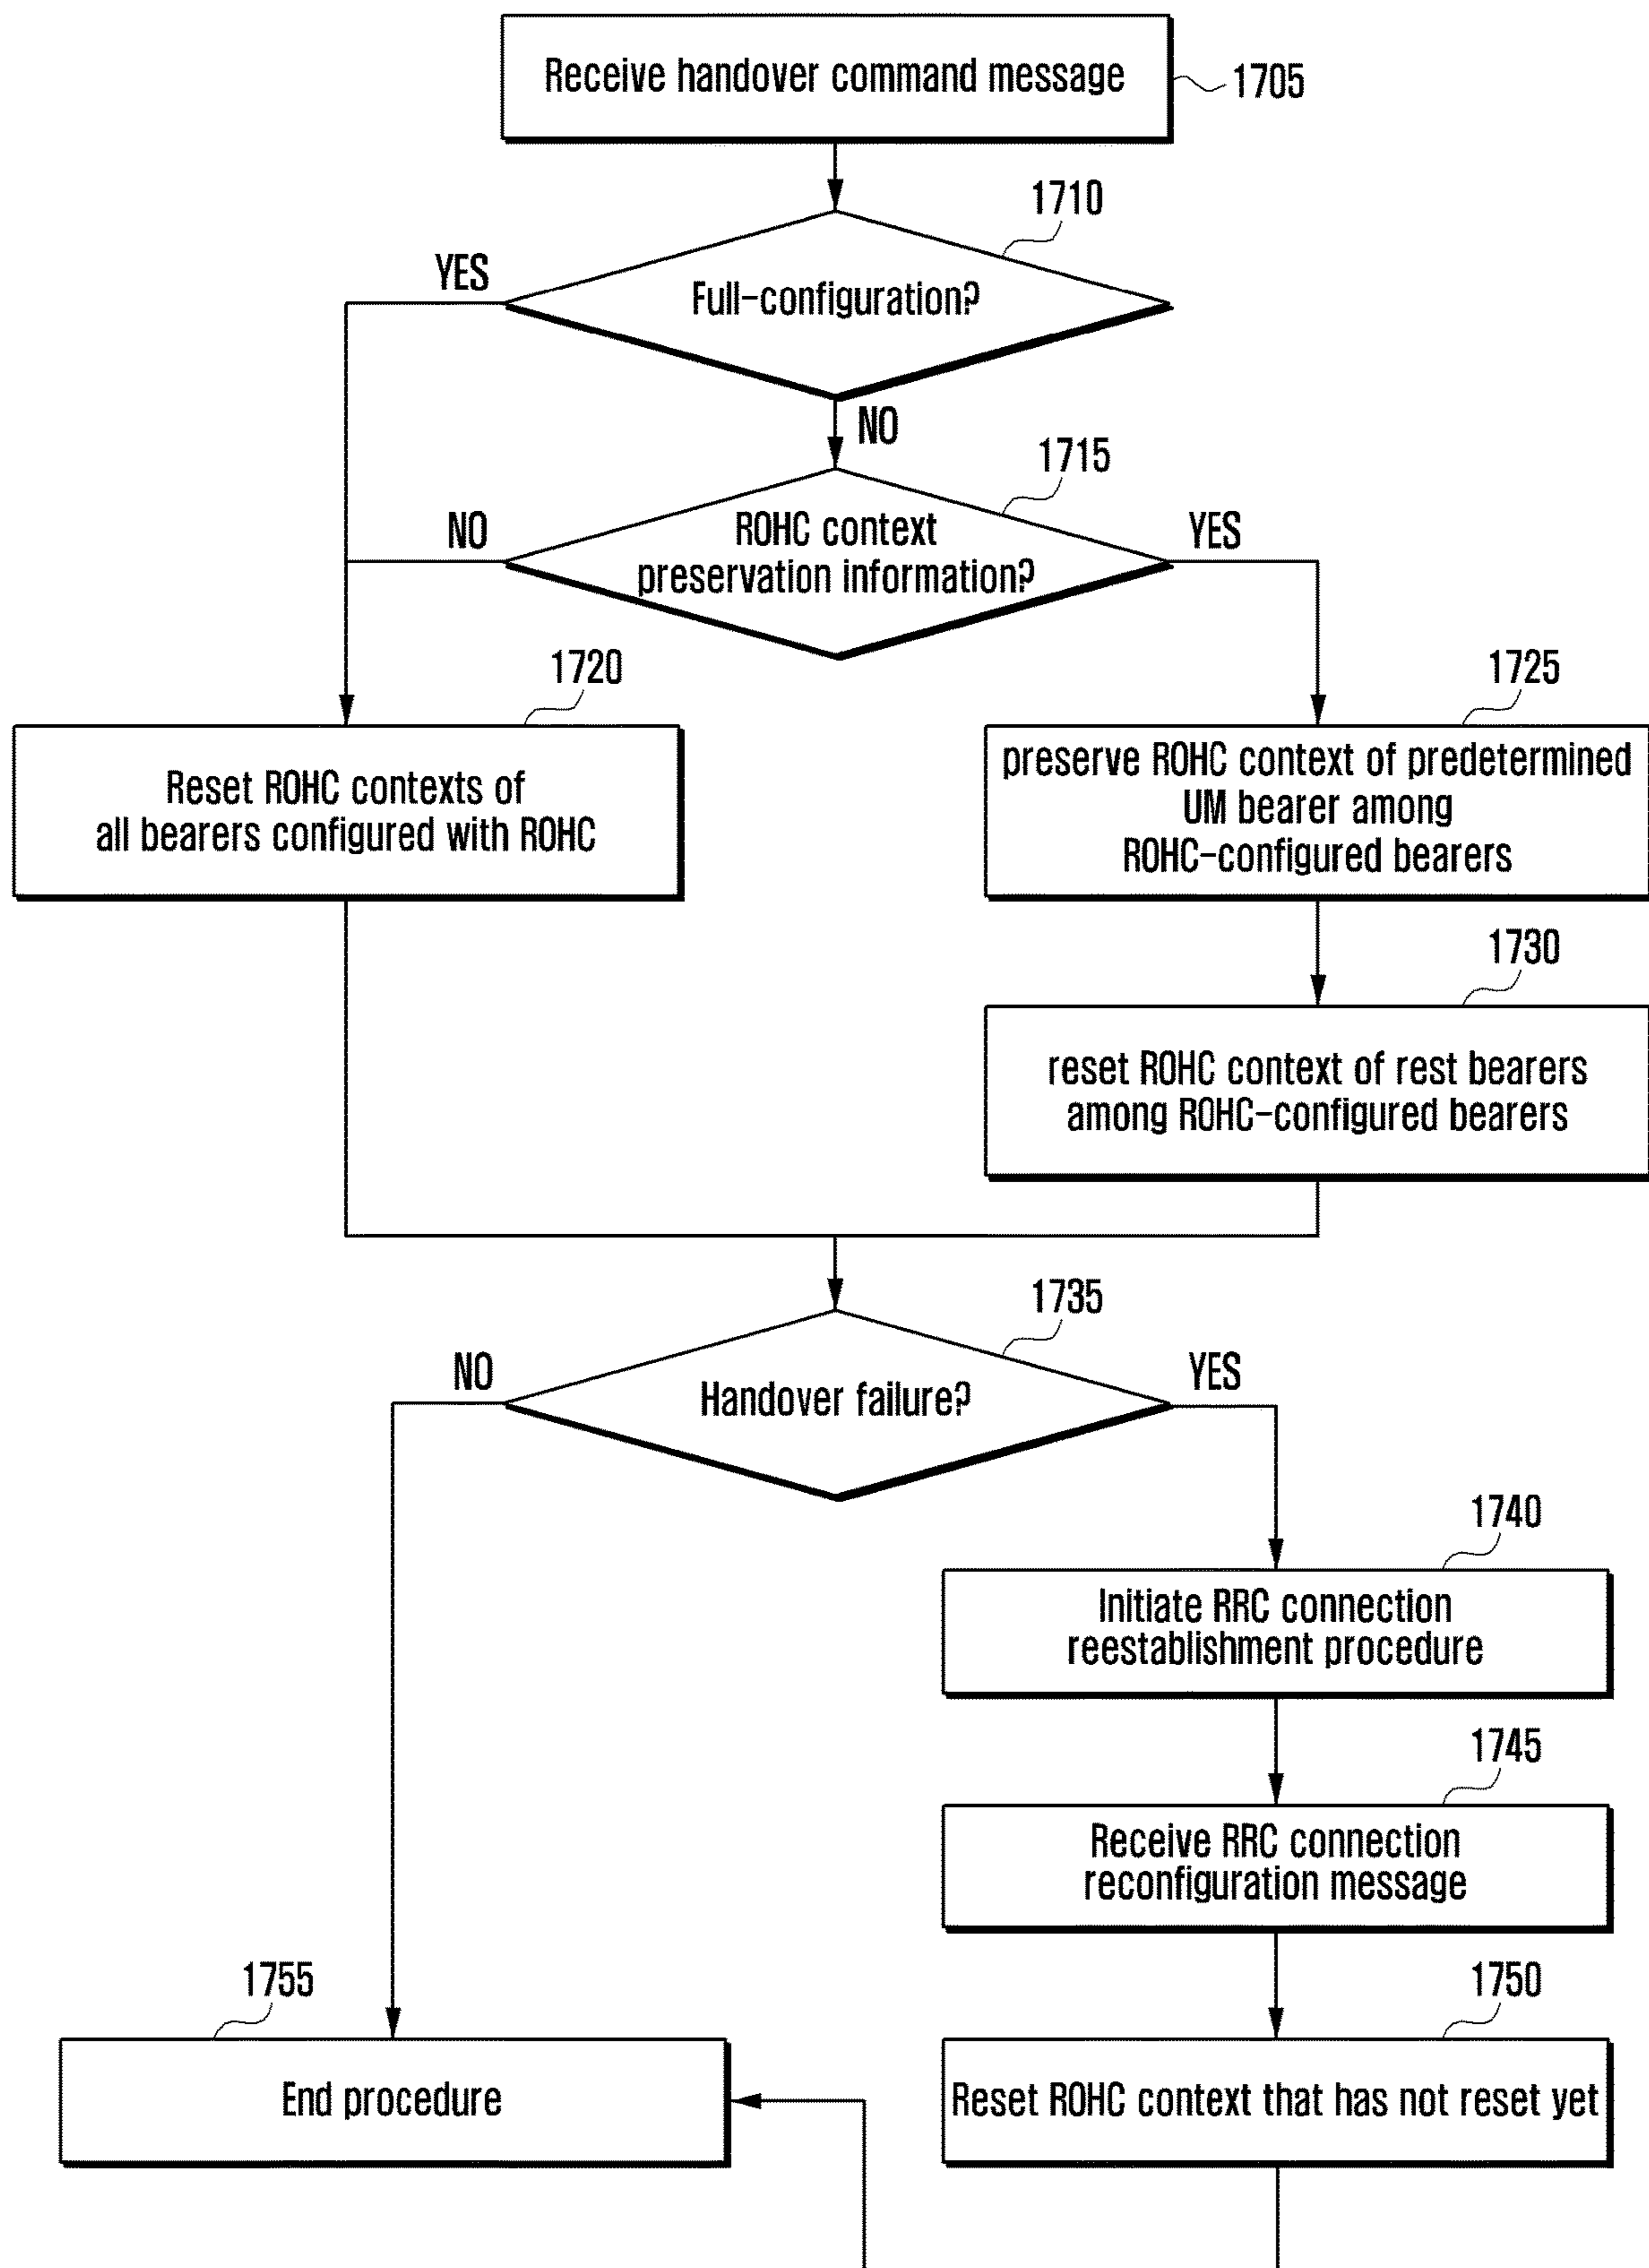 Receive handover command message
1705
1710
YES
Full-configuration?
NO
1715
NO
ROHC context
preservation information?
YES
1720
1725
Reset ROHC contexts of
all bearers configured with ROHC
preserve ROHC context of predetermined
UM bearer among
ROHC-configured bearers
1730
reset ROHC context of rest bearers
among ROHC-configured bearers
1735
NO
Handover failure?
YES
1740
Initiate RRC connection
reestablishment procedure
1745
Receive RRC connection
reconfiguration message
1755
1750
End procedure
Reset ROHC context that has not reset yet